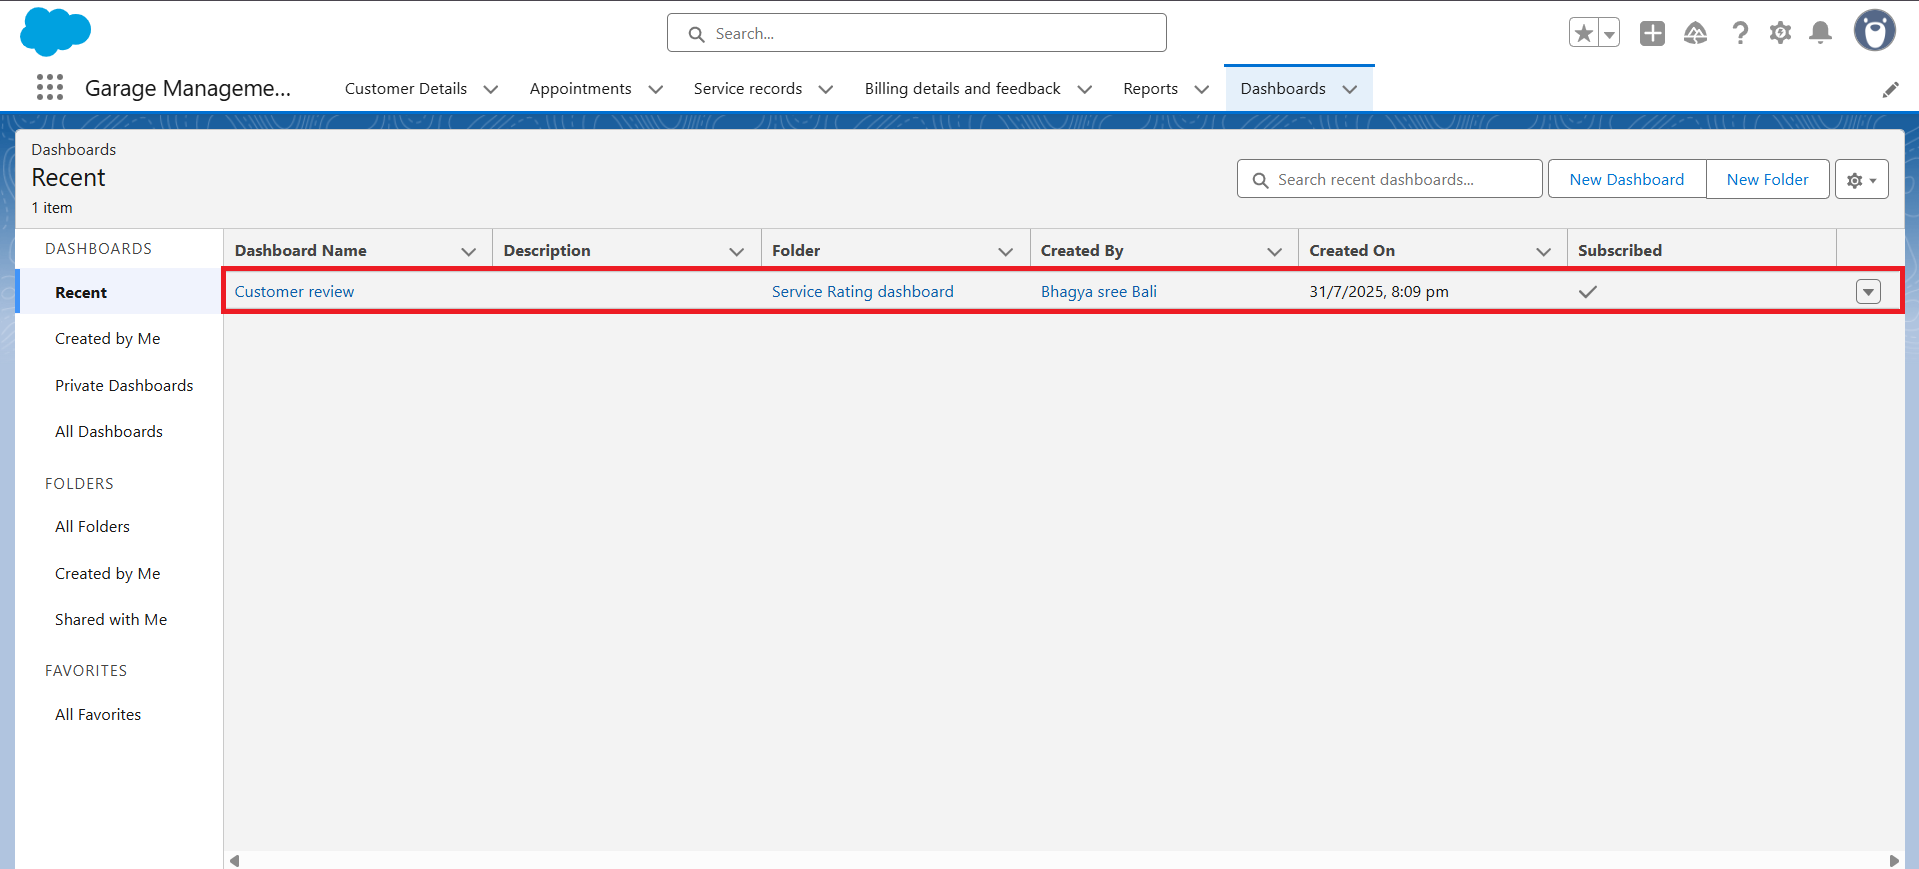 Search...
Garage Manageme...
Customer Details
Appointments
Service records
Billing details and feedback
Reports
Dashboards
Dashboards
Recent
1 item
Search recent dashboards...
New Dashboard
New Folder
DASHBOARDS
Recent
Created by Me
Private Dashboards
All Dashboards
FOLDERS
All Folders
Created by Me
Shared with Me
FAVORITES
All Favorites
Dashboard Name
Description
Folder
Created By
Created On
Subscribed
Customer review
Service Rating dashboard
Bhagya sree Bali
31/7/2025, 8:09 pm